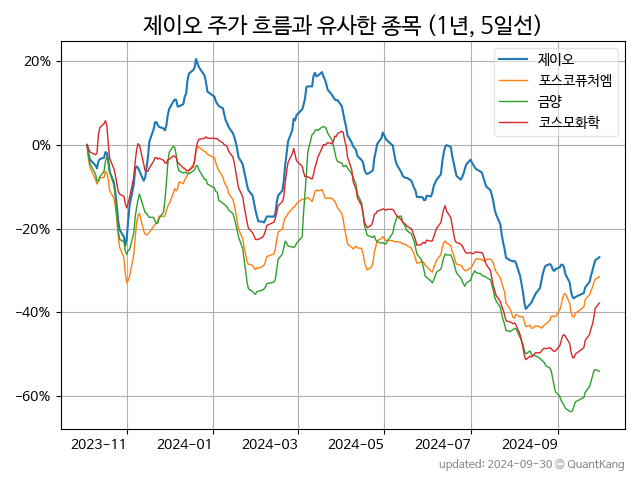 제이오 주가 흐름과 유사한 종목 (1년, 5일선)
제이오
포스코퓨처엠
금양
코스모화학
20%
0%
−20%
−40%
−60%
2023-11
2024-01
2024-03
2024-05
2024-07
2024-09
updated: 2024-09-30 © QuantKang